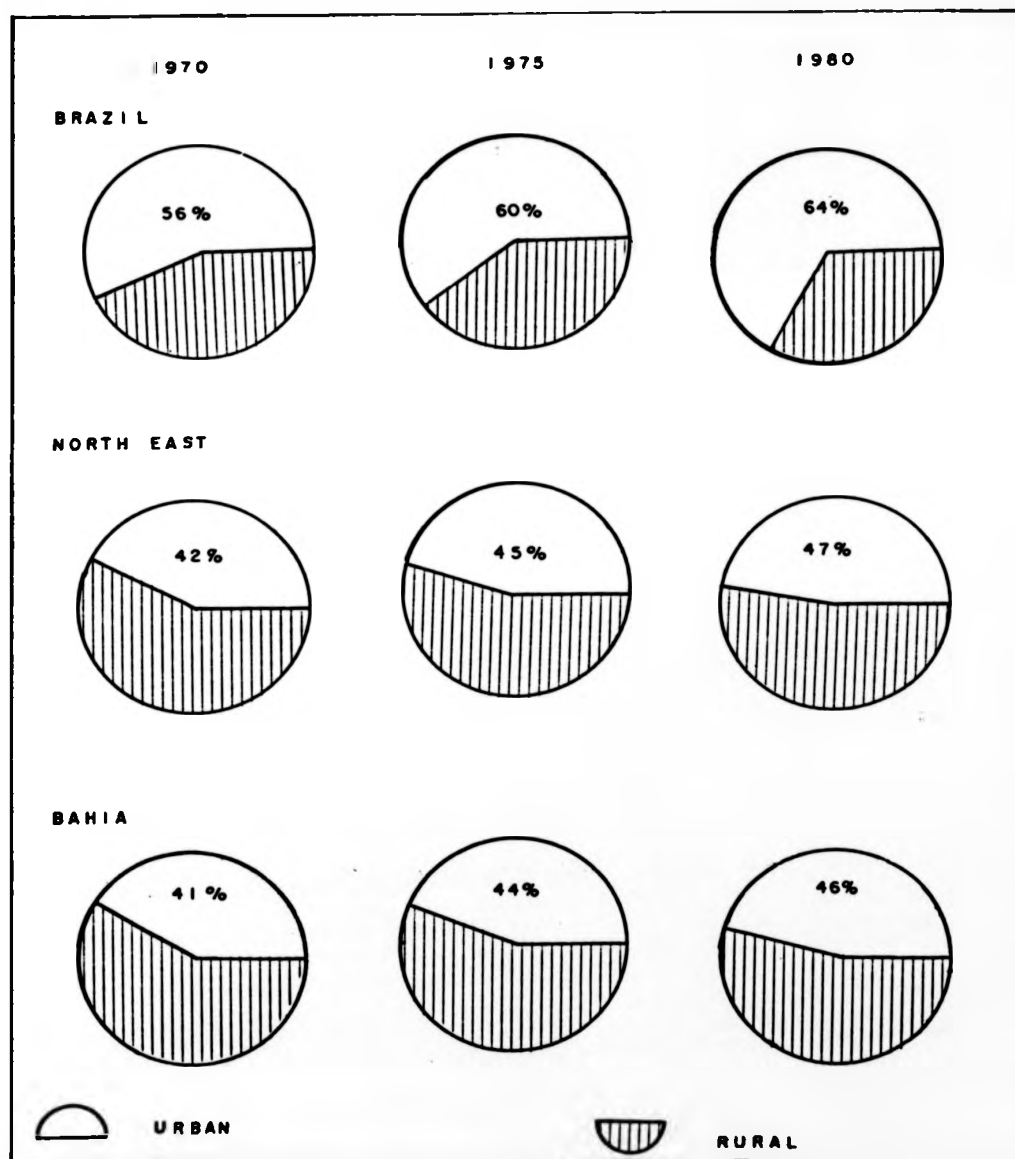 1970 1975 1980
BRAZIL
56% 60% 64%
NORTH EAST
42% 45% 47%
BAHIA
41% 44% 46%
URBAN RURAL